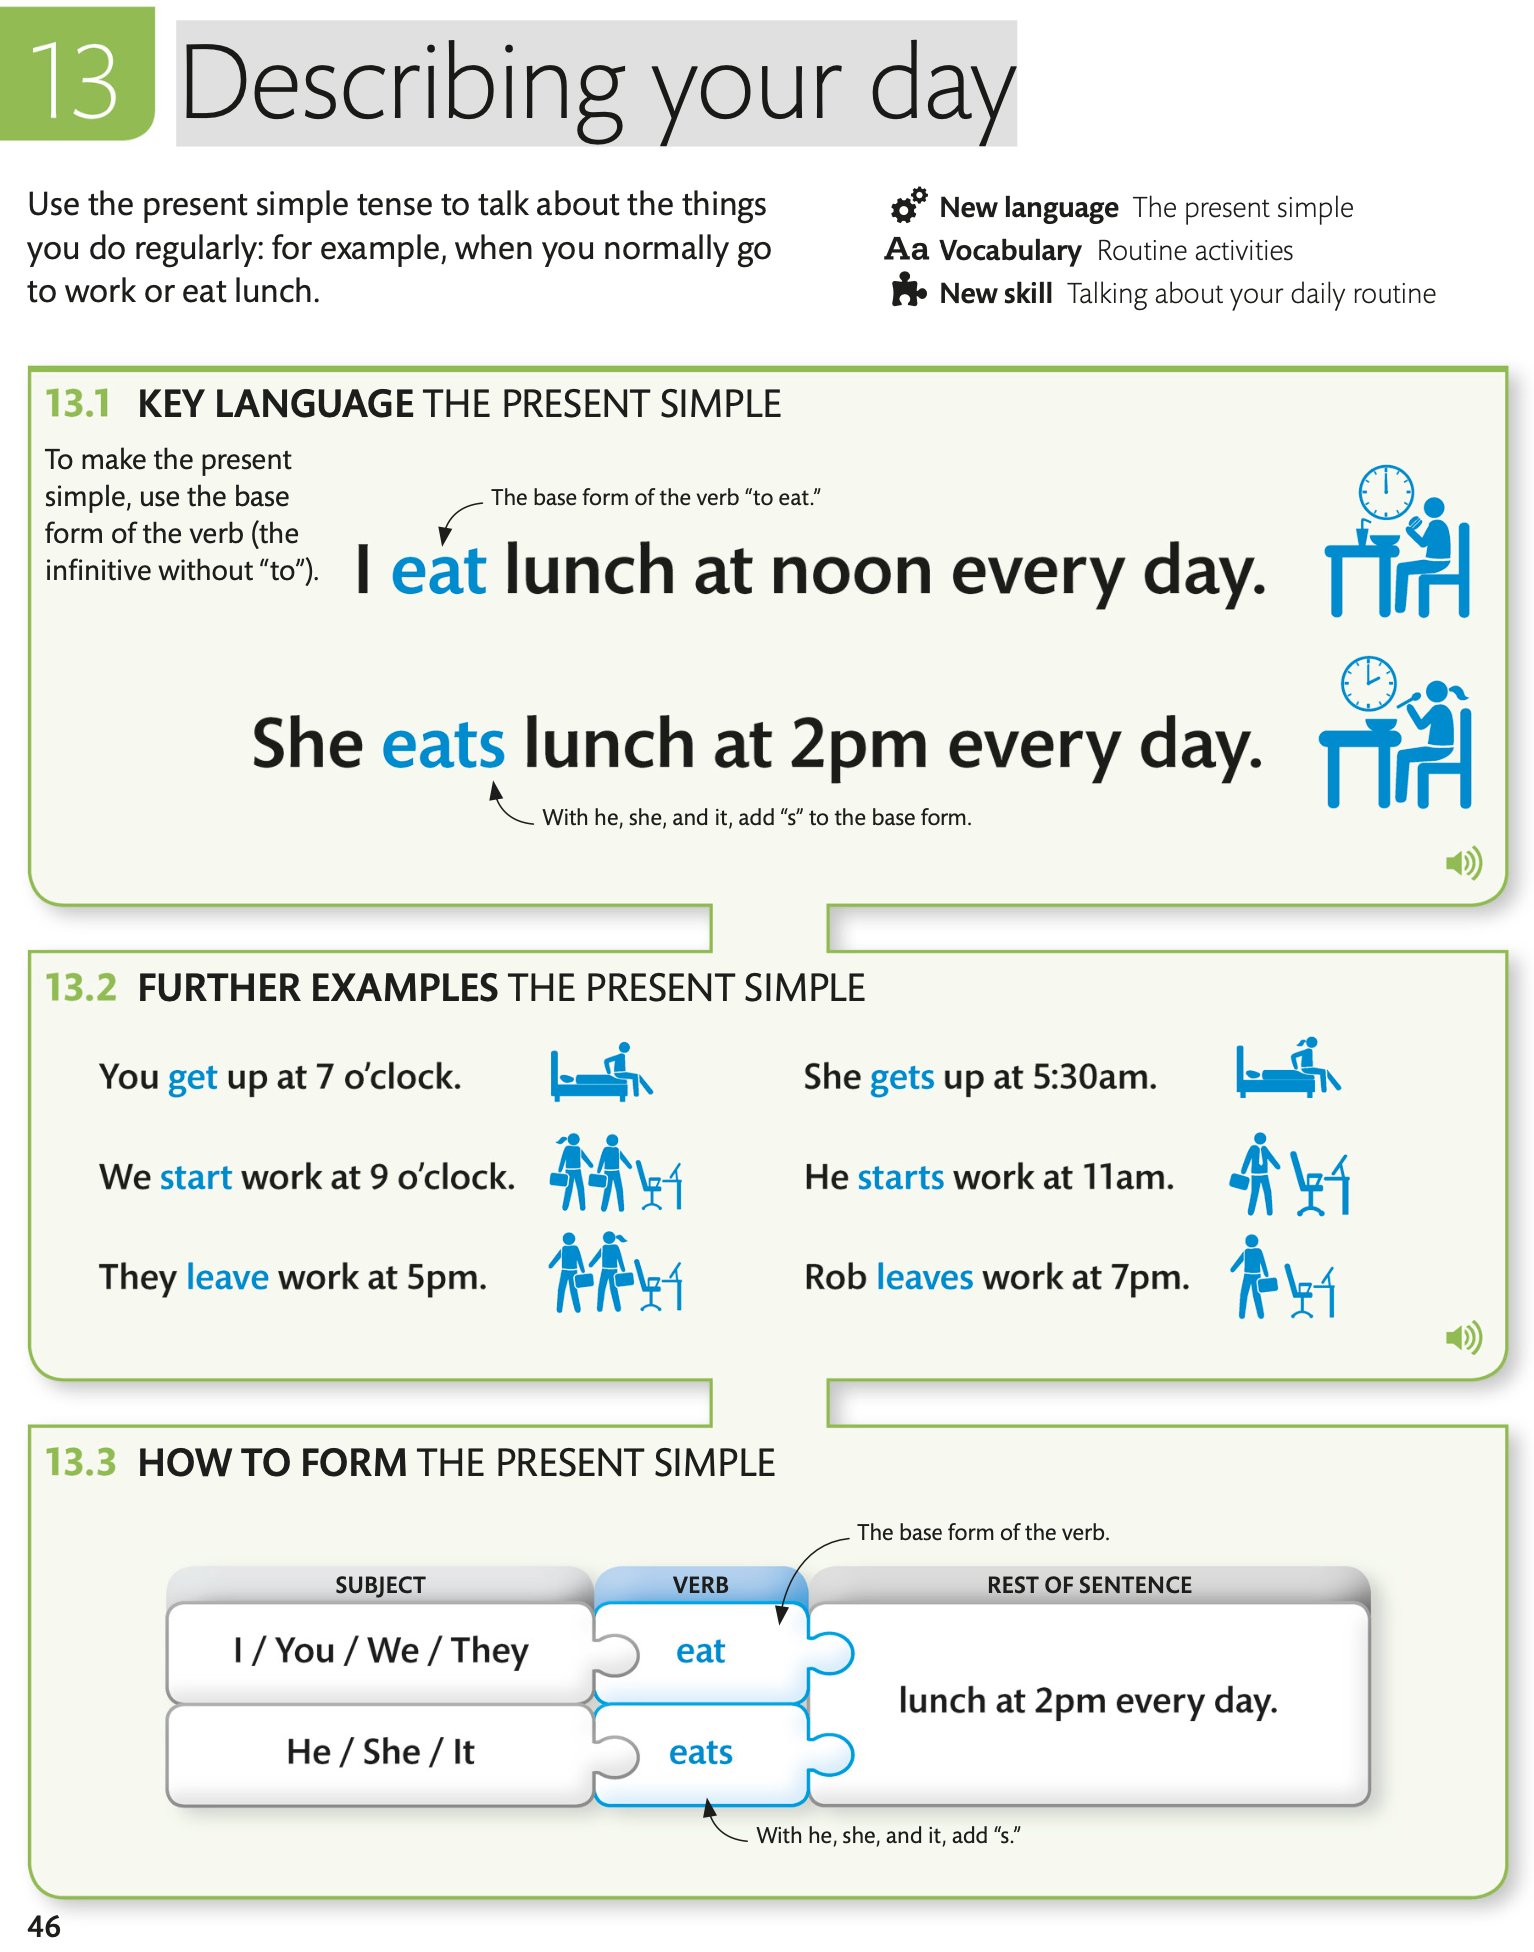 13 Describing your day
Use the present simple tense to talk about the things
you do regularly: for example, when you normally go
to work or eat lunch.
New language The present simple
Aa Vocabulary Routine activities
New skill Talking about your daily routine
13.1 KEY LANGUAGE THE PRESENT SIMPLE
To make the present
simple, use the base
form of the verb (the
infinitive without “to”).
The base form of the verb “to eat.”
I eat lunch at noon every day.
She eats lunch at 2pm every day.
With he, she, and it, add “s” to the base form.
13.2 FURTHER EXAMPLES THE PRESENT SIMPLE
You get up at 7 o’clock.
We start work at 9 o’clock.
They leave work at 5pm.
She gets up at 5:30am.
He starts work at 11am.
Rob leaves work at 7pm.
13.3 HOW TO FORM THE PRESENT SIMPLE
The base form of the verb.
SUBJECT VERB REST OF SENTENCE
I / You / We / They eat
lunch at 2pm every day.
He / She / It eats
With he, she, and it, add “s.”
46